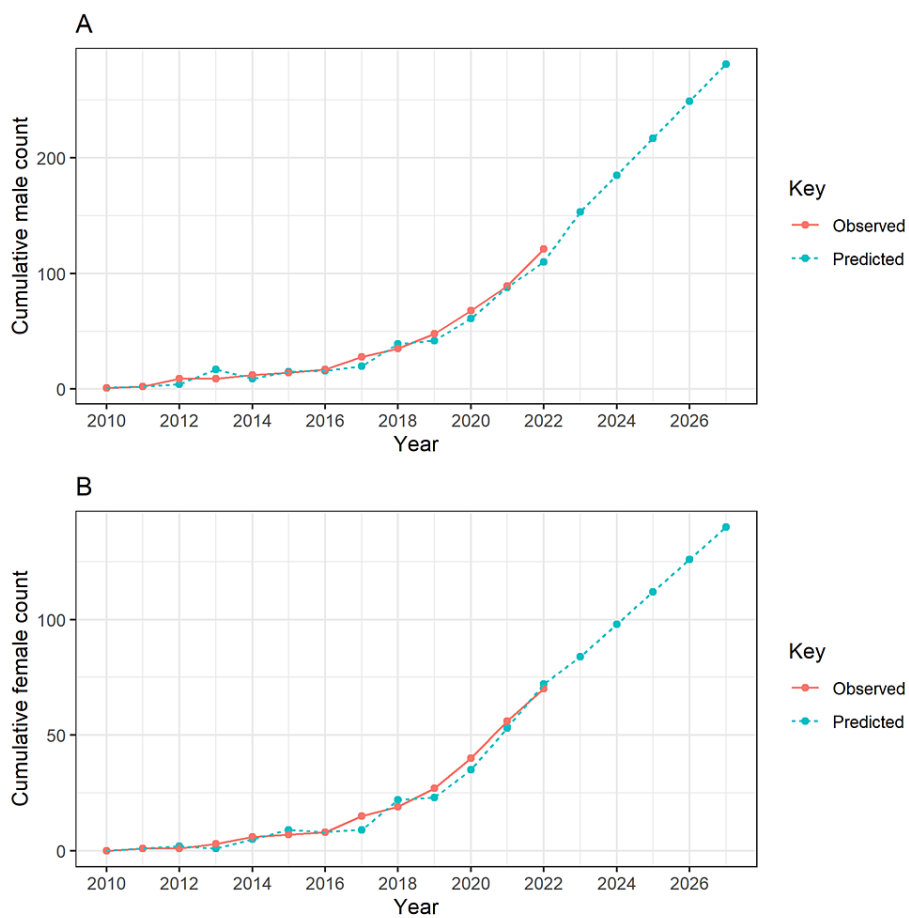 A
Cumulative male count
200
100
0
2010 2012 2014 2016 2018 2020 2022 2024 2026
Year
Key
Observed
Predicted
B
Cumulative female count
100
50
0
2010 2012 2014 2016 2018 2020 2022 2024 2026
Year
Key
Observed
Predicted